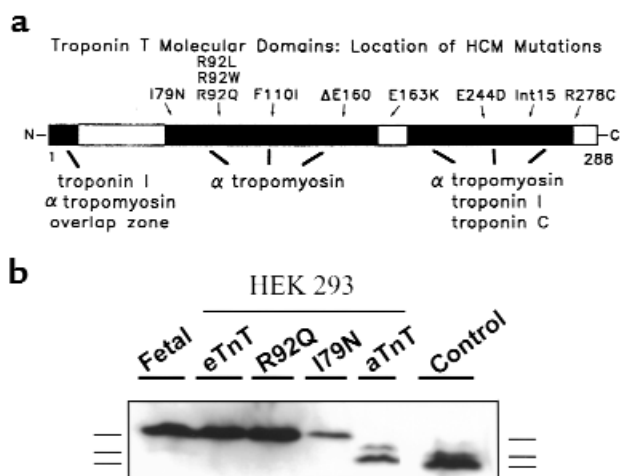 a
Troponin T Molecular Domains: Location of HCM Mutations
R92L
R92W
I79N R92Q F110I ΔE160 E163K E244D Int15 R278C
N C
1 288
troponin I
α tropomyosin
overlap zone
α tropomyosin
α tropomyosin
troponin I
troponin C
b
HEK 293
Fetal eTnT R92Q I79N aTnT Control